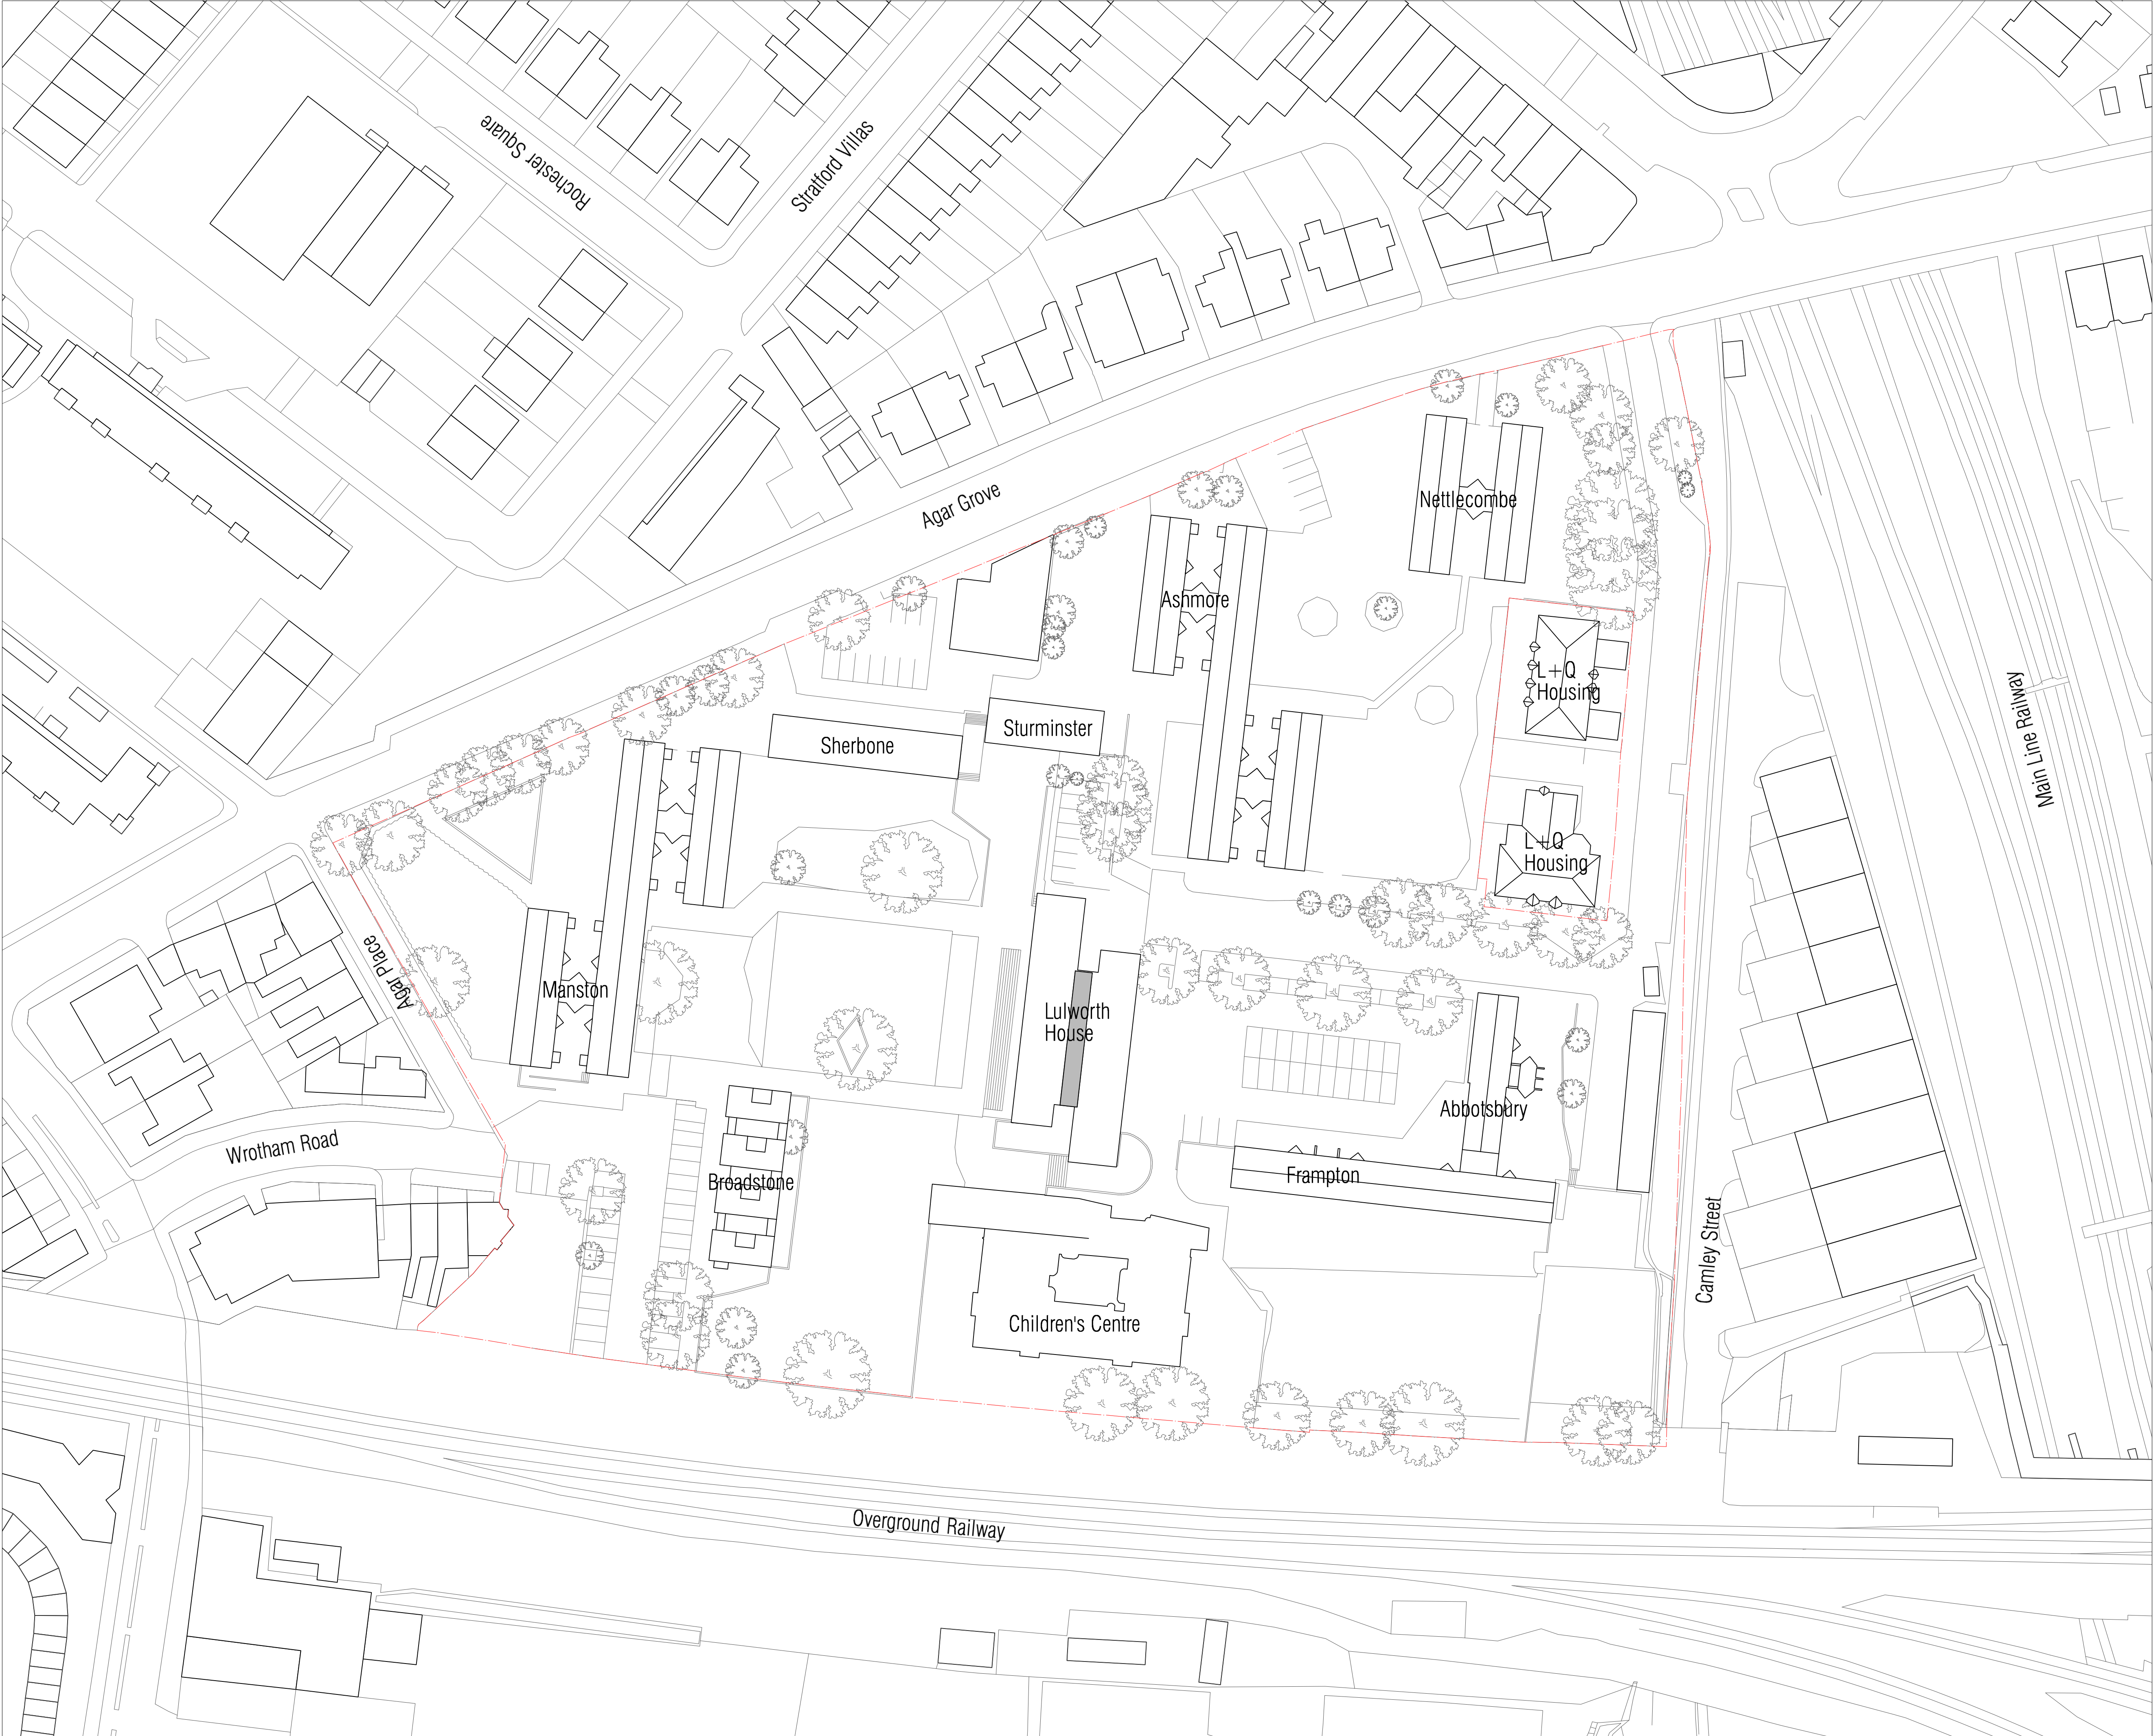 Rochester Square
Stratford Villas
Agar Grove
Nettlecombe
Ashmore
L+Q
Housing
Main Line Railway
Sturminster
Sherbone
L+Q
Housing
Agar Place
Manston
Lulworth
House
Abbotsbury
Wrotham Road
Frampton
Broadstone
Camley Street
Children's Centre
Overground Railway